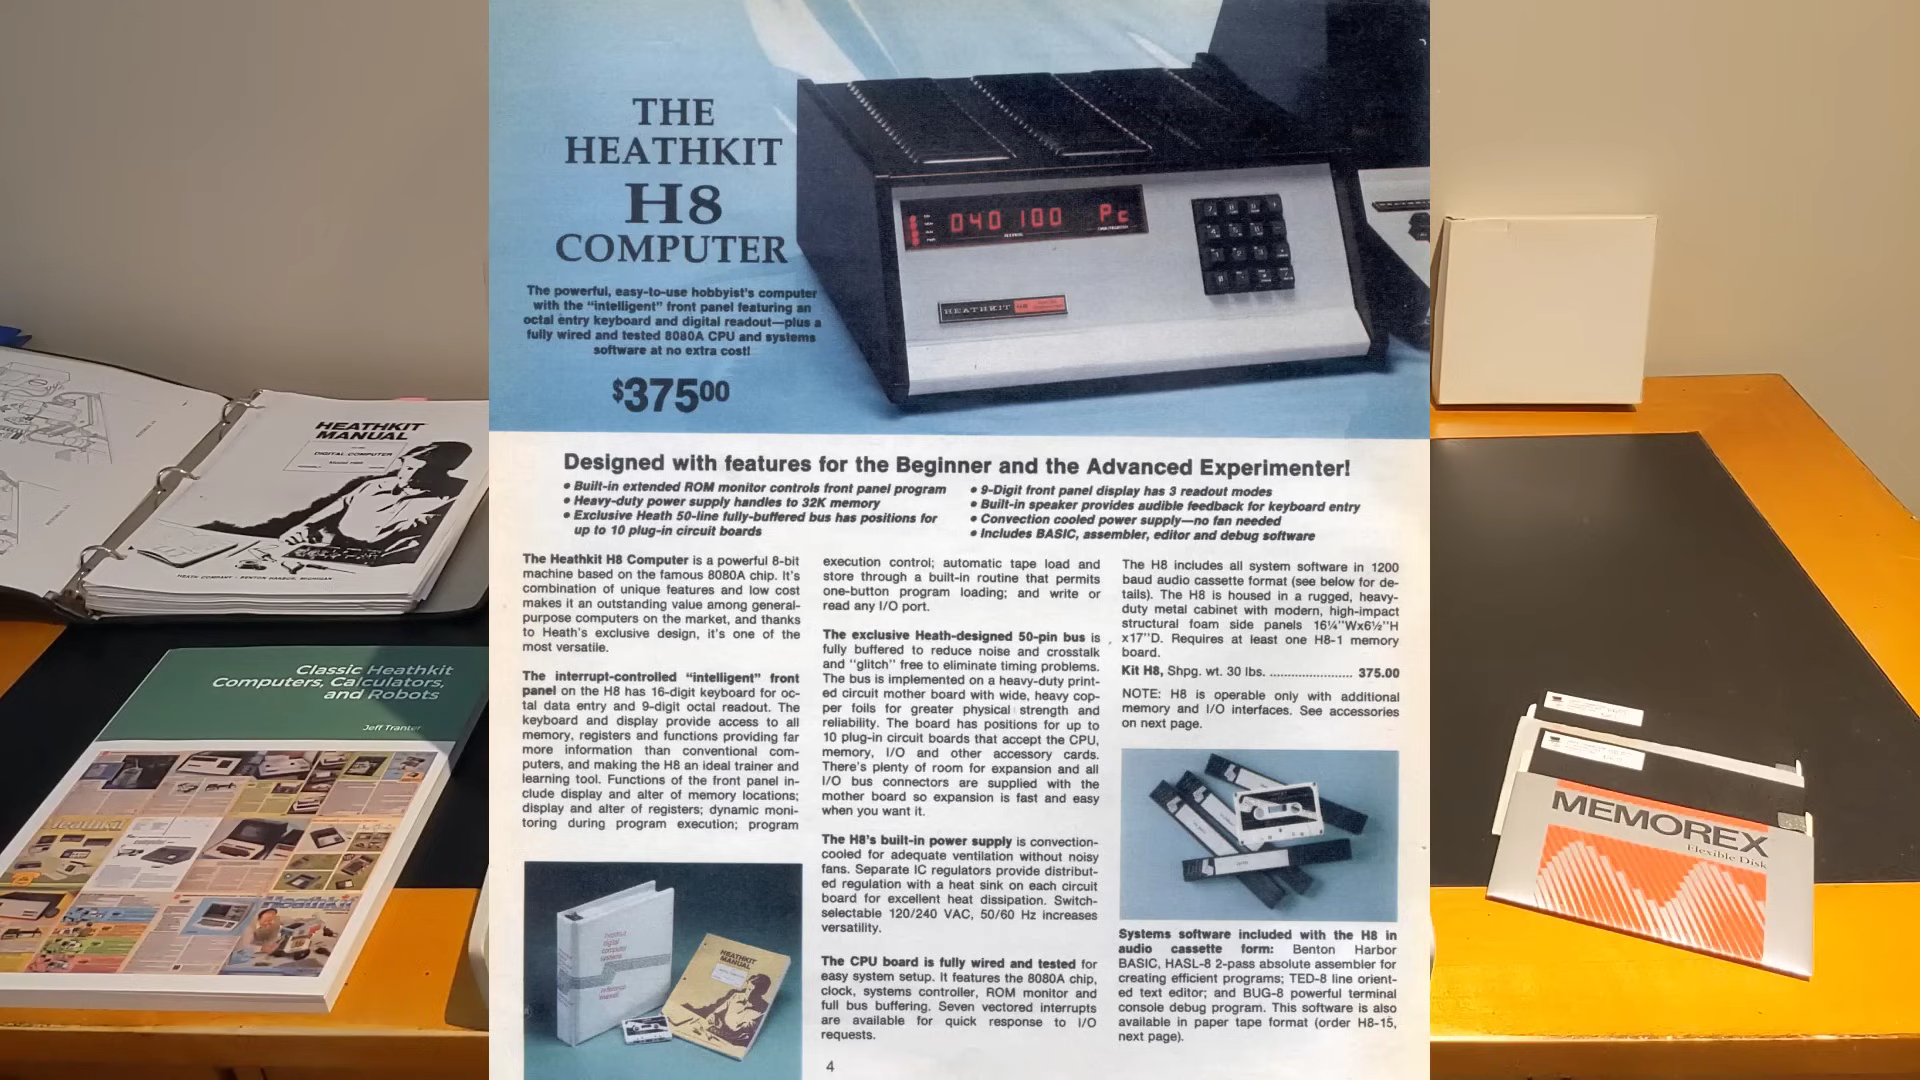 HEATHKIT
MANUAL
DIGITAL COMPUTER
HEATH COMPANY • BENTON HARBOR, MICHIGAN
Classic Heathkit
Computers, Calculators,
and Robots
Jeff Tranter
THE
HEATHKIT
H8
COMPUTER
The powerful, easy-to-use hobbyist's computer
with the "intelligent" front panel featuring an
octal entry keyboard and digital readout—plus a
fully wired and tested 8080A CPU and systems
software at no extra cost!
$375⁰⁰
040 100 Pc
HEATHKIT
Designed with features for the Beginner and the Advanced Experimenter!
• Built-in extended ROM monitor controls front panel program
• Heavy-duty power supply handles to 32K memory
• Exclusive Heath 50-line fully-buffered bus has positions for
up to 10 plug-in circuit boards
• 9-Digit front panel display has 3 readout modes
• Built-in speaker provides audible feedback for keyboard entry
• Convection cooled power supply—no fan needed
• Includes BASIC, assembler, editor and debug software
The Heathkit H8 Computer is a powerful 8-bit
machine based on the famous 8080A chip. It's
combination of unique features and low cost
makes it an outstanding value among general-
purpose computers on the market, and thanks
to Heath's exclusive design, it's one of the
most versatile.
The interrupt-controlled "intelligent" front
panel on the H8 has 16-digit keyboard for oc-
tal data entry and 9-digit octal readout. The
keyboard and display provide access to all
memory, registers and functions providing far
more information than conventional com-
puters, and making the H8 an ideal trainer and
learning tool. Functions of the front panel in-
clude display and alter of memory locations;
display and alter of registers; dynamic moni-
toring during program execution; program
execution control; automatic tape load and
store through a built-in routine that permits
one-button program loading; and write or
read any I/O port.
The exclusive Heath-designed 50-pin bus is
fully buffered to reduce noise and crosstalk
and "glitch" free to eliminate timing problems.
The bus is implemented on a heavy-duty print-
ed circuit mother board with wide, heavy cop-
per foils for greater physical strength and
reliability. The board has positions for up to
10 plug-in circuit boards that accept the CPU,
memory, I/O and other accessory cards.
There's plenty of room for expansion and all
I/O bus connectors are supplied with the
mother board so expansion is fast and easy
when you want it.
The H8's built-in power supply is convection-
cooled for adequate ventilation without noisy
fans. Separate IC regulators provide distribut-
ed regulation with a heat sink on each circuit
board for excellent heat dissipation. Switch-
selectable 120/240 VAC, 50/60 Hz increases
versatility.
The CPU board is fully wired and tested for
easy system setup. It features the 8080A chip,
clock, systems controller, ROM monitor and
full bus buffering. Seven vectored interrupts
are available for quick response to I/O
requests.
The H8 includes all system software in 1200
baud audio cassette format (see below for de-
tails). The H8 is housed in a rugged, heavy-
duty metal cabinet with modern, high-impact
structural foam side panels 16¼"Wx6½"H
x17"D. Requires at least one H8-1 memory
board.
Kit H8, Shpg. wt. 30 lbs. ...................... 375.00
NOTE: H8 is operable only with additional
memory and I/O interfaces. See accessories
on next page.
Systems software included with the H8 in
audio cassette form: Benton Harbor
BASIC, HASL-8 2-pass absolute assembler for
creating efficient programs; TED-8 line orient-
ed text editor; and BUG-8 powerful terminal
console debug program. This software is also
available in paper tape format (order H8-15,
next page).
HEATHKIT
MANUAL
4
MEMOREX
Flexible Disk